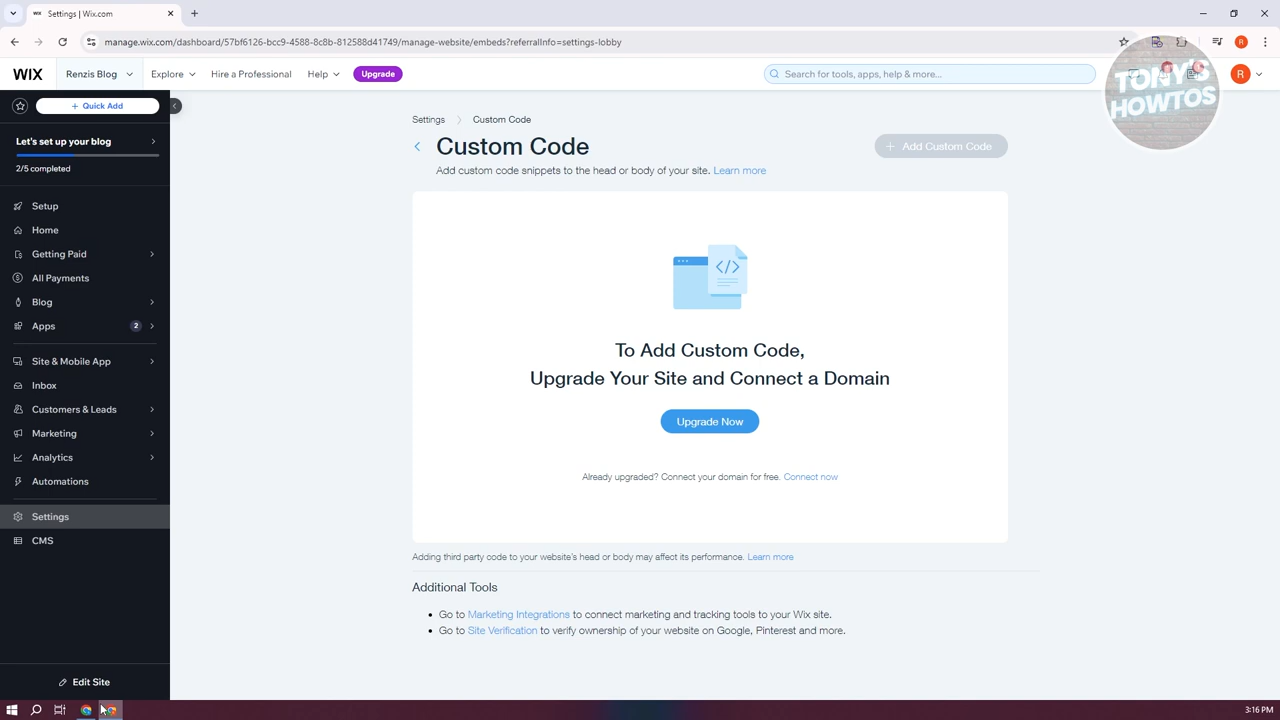 Settings | Wix.com
manage.wix.com/dashboard/57bf6126-bcc9-4588-8c8b-812588d41749/manage-website/embeds?referralInfo=settings-lobby
WIX
Renzis Blog
Explore
Hire a Professional
Help
Upgrade
Search for tools, apps, help & more...
R
TONY'S
HOWTOS
+ Quick Add
Let's set up your blog
2/5 completed
Setup
Home
Getting Paid
All Payments
Blog
Apps
2
Site & Mobile App
Inbox
Customers & Leads
Marketing
Analytics
Automations
Settings
CMS
Edit Site
Settings > Custom Code
Custom Code
+ Add Custom Code
Add custom code snippets to the head or body of your site. Learn more
To Add Custom Code,
Upgrade Your Site and Connect a Domain
Upgrade Now
Already upgraded? Connect your domain for free. Connect now
Adding third party code to your website's head or body may affect its performance. Learn more
Additional Tools
• Go to Marketing Integrations to connect marketing and tracking tools to your Wix site.
• Go to Site Verification to verify ownership of your website on Google, Pinterest and more.
3:16 PM